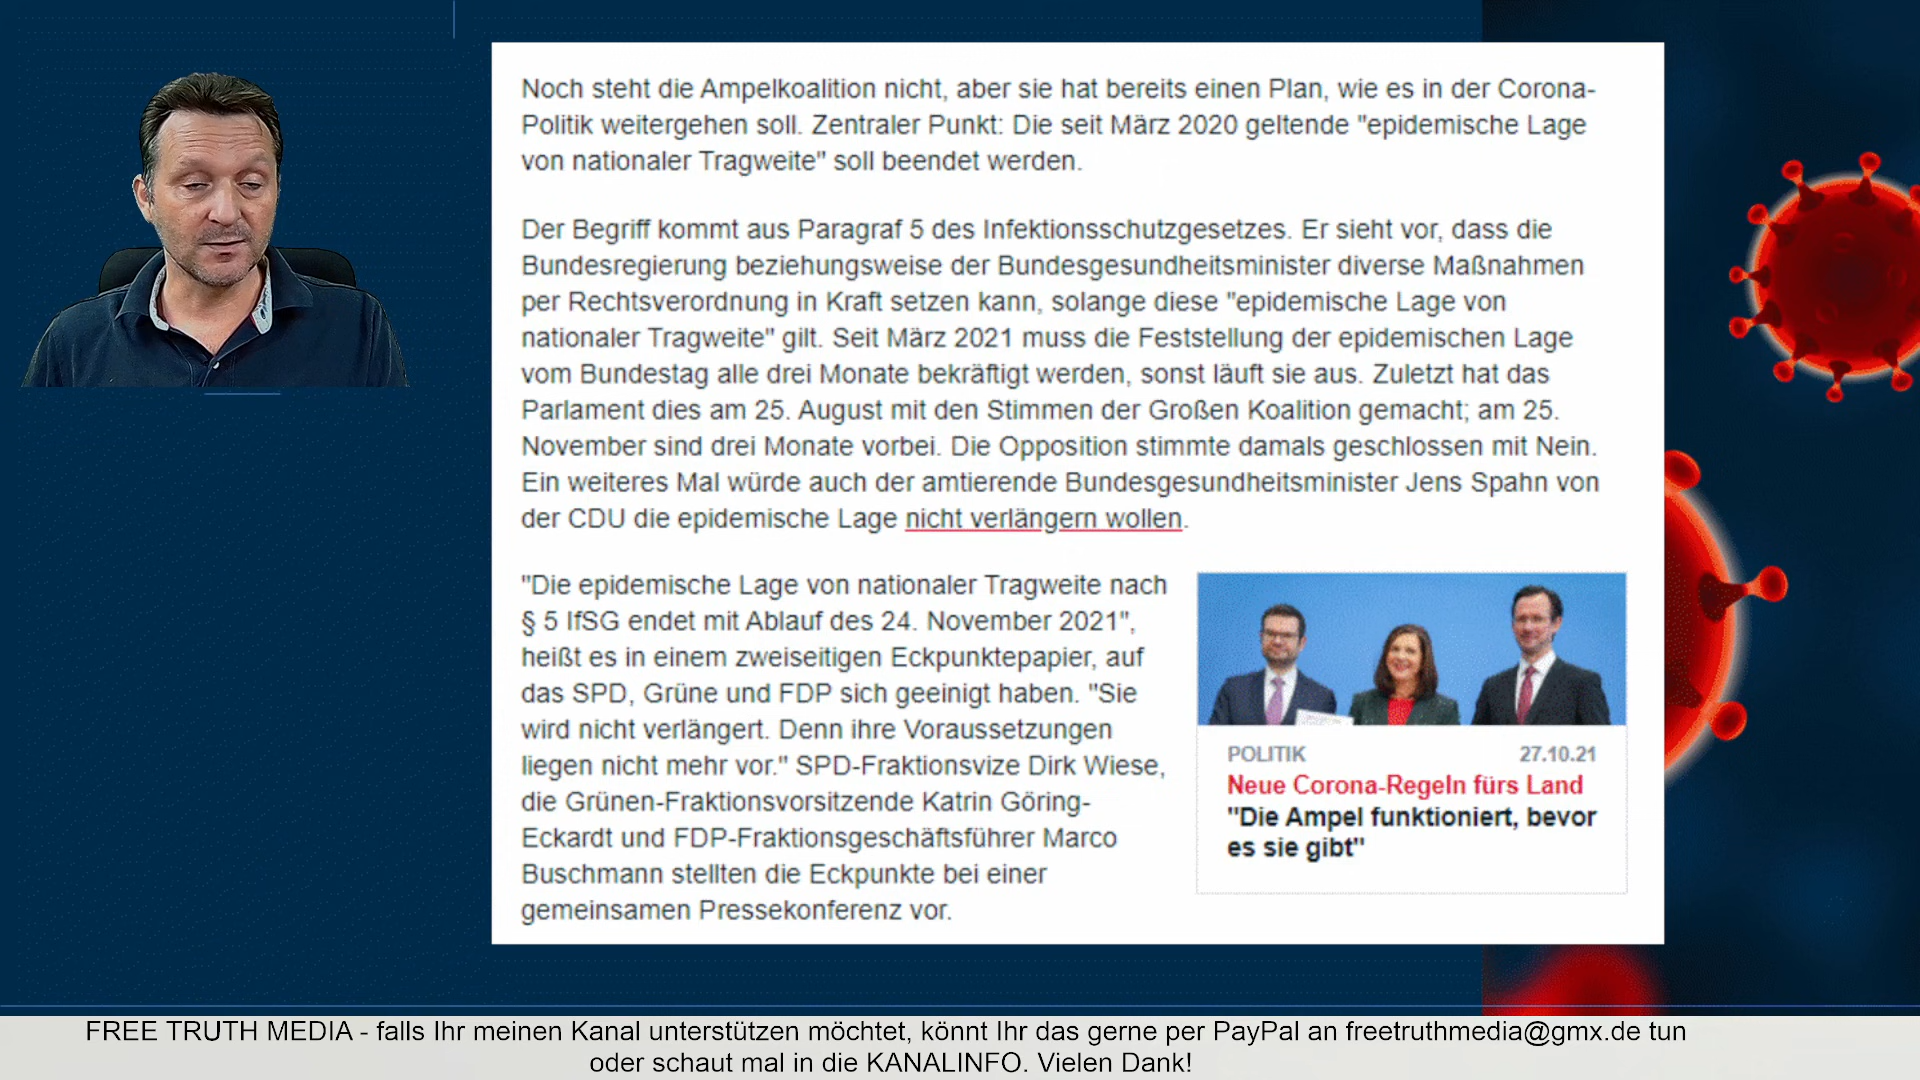 Noch steht die Ampelkoalition nicht, aber sie hat bereits einen Plan, wie es in der Corona-
Politik weitergehen soll. Zentraler Punkt: Die seit März 2020 geltende "epidemische Lage
von nationaler Tragweite" soll beendet werden.
Der Begriff kommt aus Paragraf 5 des Infektionsschutzgesetzes. Er sieht vor, dass die
Bundesregierung beziehungsweise der Bundesgesundheitsminister diverse Maßnahmen
per Rechtsverordnung in Kraft setzen kann, solange diese "epidemische Lage von
nationaler Tragweite" gilt. Seit März 2021 muss die Feststellung der epidemischen Lage
vom Bundestag alle drei Monate bekräftigt werden, sonst läuft sie aus. Zuletzt hat das
Parlament dies am 25. August mit den Stimmen der Großen Koalition gemacht; am 25.
November sind drei Monate vorbei. Die Opposition stimmte damals geschlossen mit Nein.
Ein weiteres Mal würde auch der amtierende Bundesgesundheitsminister Jens Spahn von
der CDU die epidemische Lage nicht verlängern wollen.
"Die epidemische Lage von nationaler Tragweite nach
§ 5 IfSG endet mit Ablauf des 24. November 2021",
heißt es in einem zweiseitigen Eckpunktepapier, auf
das SPD, Grüne und FDP sich geeinigt haben. "Sie
wird nicht verlängert. Denn ihre Voraussetzungen
liegen nicht mehr vor." SPD-Fraktionsvize Dirk Wiese,
die Grünen-Fraktionsvorsitzende Katrin Göring-
Eckardt und FDP-Fraktionsgeschäftsführer Marco
Buschmann stellten die Eckpunkte bei einer
gemeinsamen Pressekonferenz vor.
POLITIK 27.10.21
Neue Corona-Regeln fürs Land
"Die Ampel funktioniert, bevor
es sie gibt"
FREE TRUTH MEDIA - falls Ihr meinen Kanal unterstützen möchtet, könnt Ihr das gerne per PayPal an freetruthmedia@gmx.de tun
oder schaut mal in die KANALINFO. Vielen Dank!